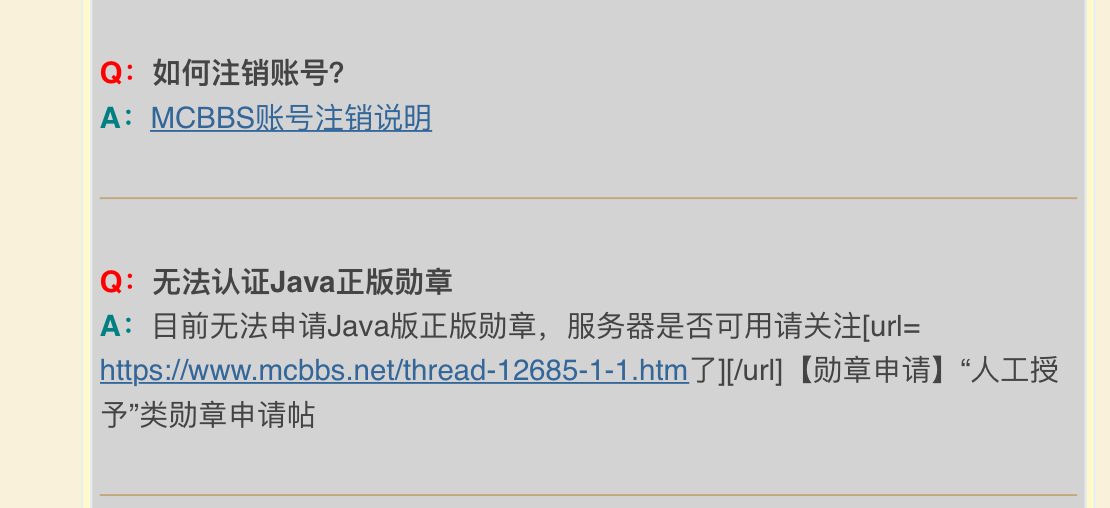 Q：如何注销账号?
A：MCBBS账号注销说明
Q：无法认证Java正版勋章
A：目前无法申请Java版正版勋章，服务器是否可用请关注[url=
https://www.mcbbs.net/thread-12685-1-1.htm了][/url]【勋章申请】“人工授
予”类勋章申请帖